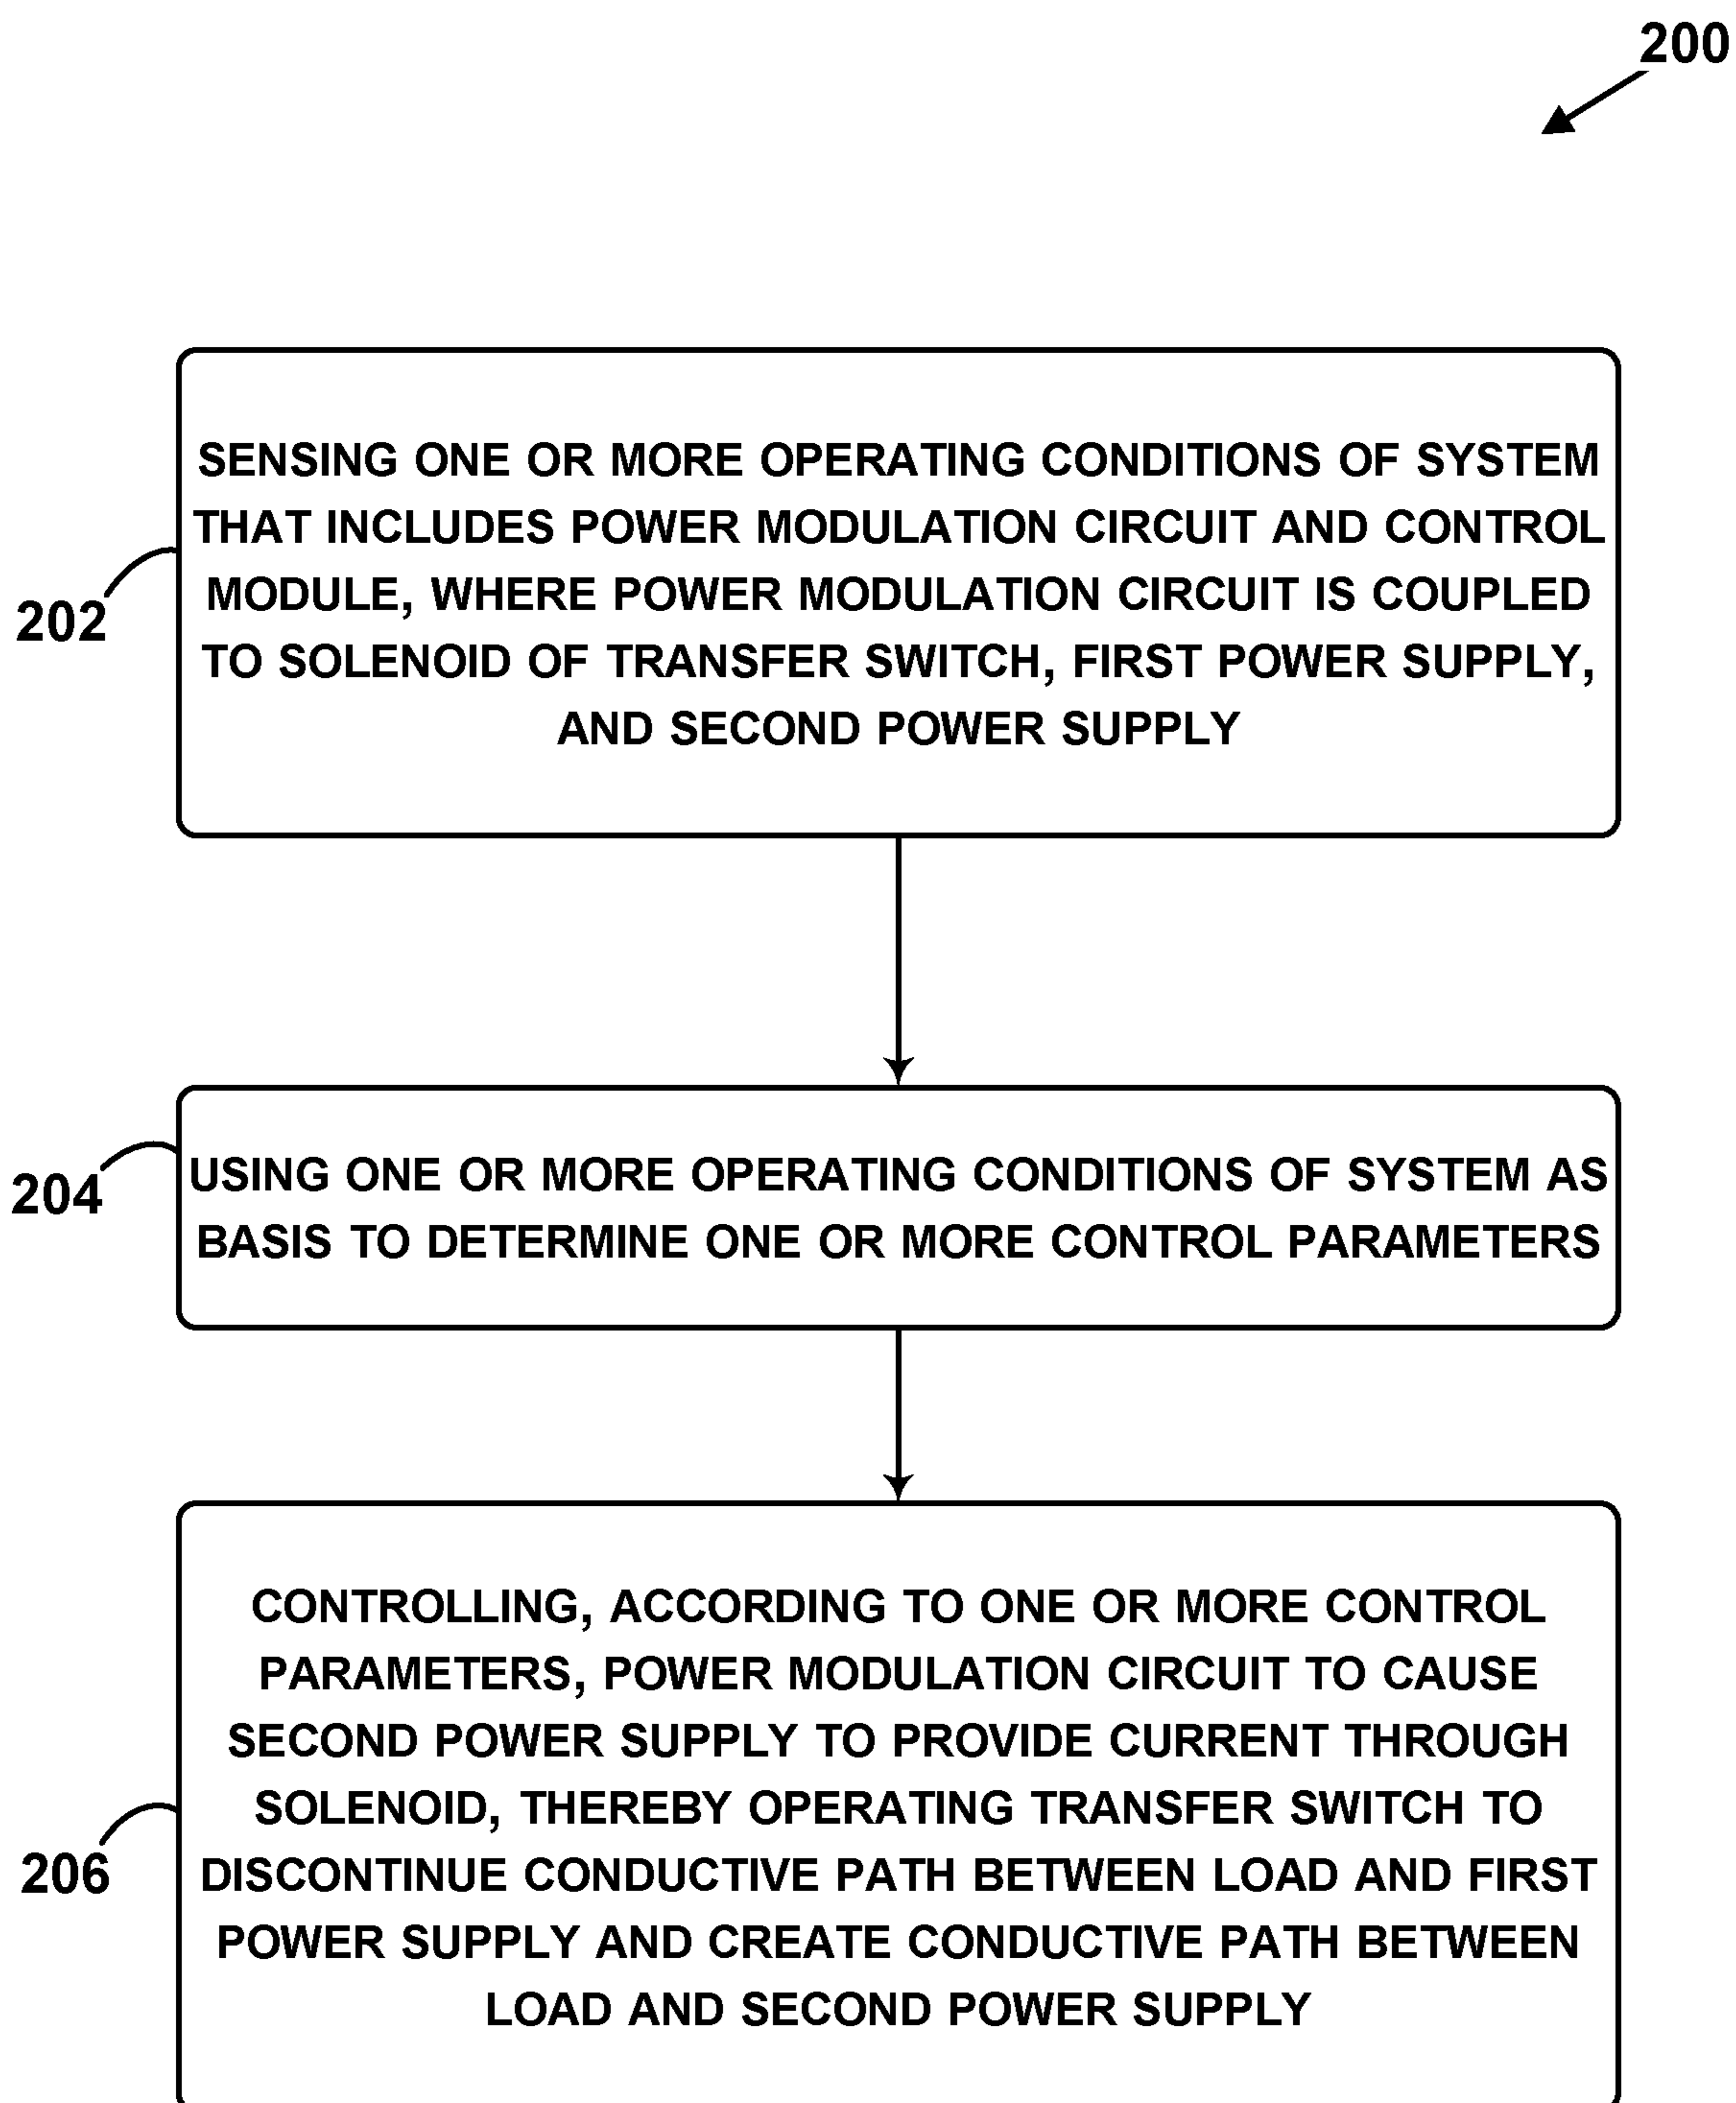 200
SENSING ONE OR MORE OPERATING CONDITIONS OF SYSTEM
THAT INCLUDES POWER MODULATION CIRCUIT AND CONTROL
MODULE, WHERE POWER MODULATION CIRCUIT IS COUPLED
TO SOLENOID OF TRANSFER SWITCH, FIRST POWER SUPPLY,
AND SECOND POWER SUPPLY
202
USING ONE OR MORE OPERATING CONDITIONS OF SYSTEM AS
BASIS TO DETERMINE ONE OR MORE CONTROL PARAMETERS
204
CONTROLLING, ACCORDING TO ONE OR MORE CONTROL
PARAMETERS, POWER MODULATION CIRCUIT TO CAUSE
SECOND POWER SUPPLY TO PROVIDE CURRENT THROUGH
SOLENOID, THEREBY OPERATING TRANSFER SWITCH TO
DISCONTINUE CONDUCTIVE PATH BETWEEN LOAD AND FIRST
POWER SUPPLY AND CREATE CONDUCTIVE PATH BETWEEN
LOAD AND SECOND POWER SUPPLY
206